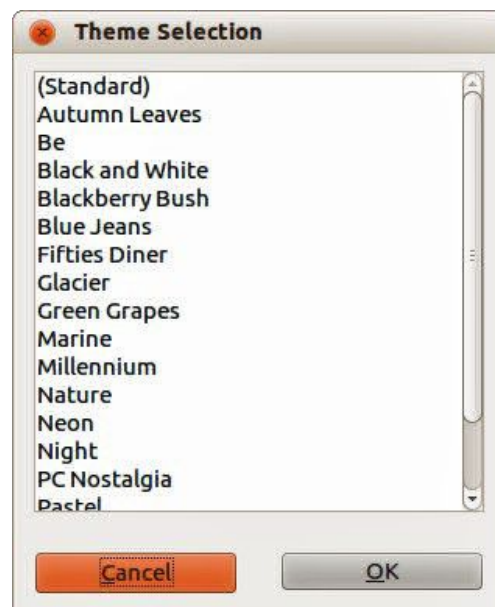 Theme Selection
(Standard)
Autumn Leaves
Be
Black and White
Blackberry Bush
Blue Jeans
Fifties Diner
Glacier
Green Grapes
Marine
Millennium
Nature
Neon
Night
PC Nostalgia
Pastel
Cancel OK